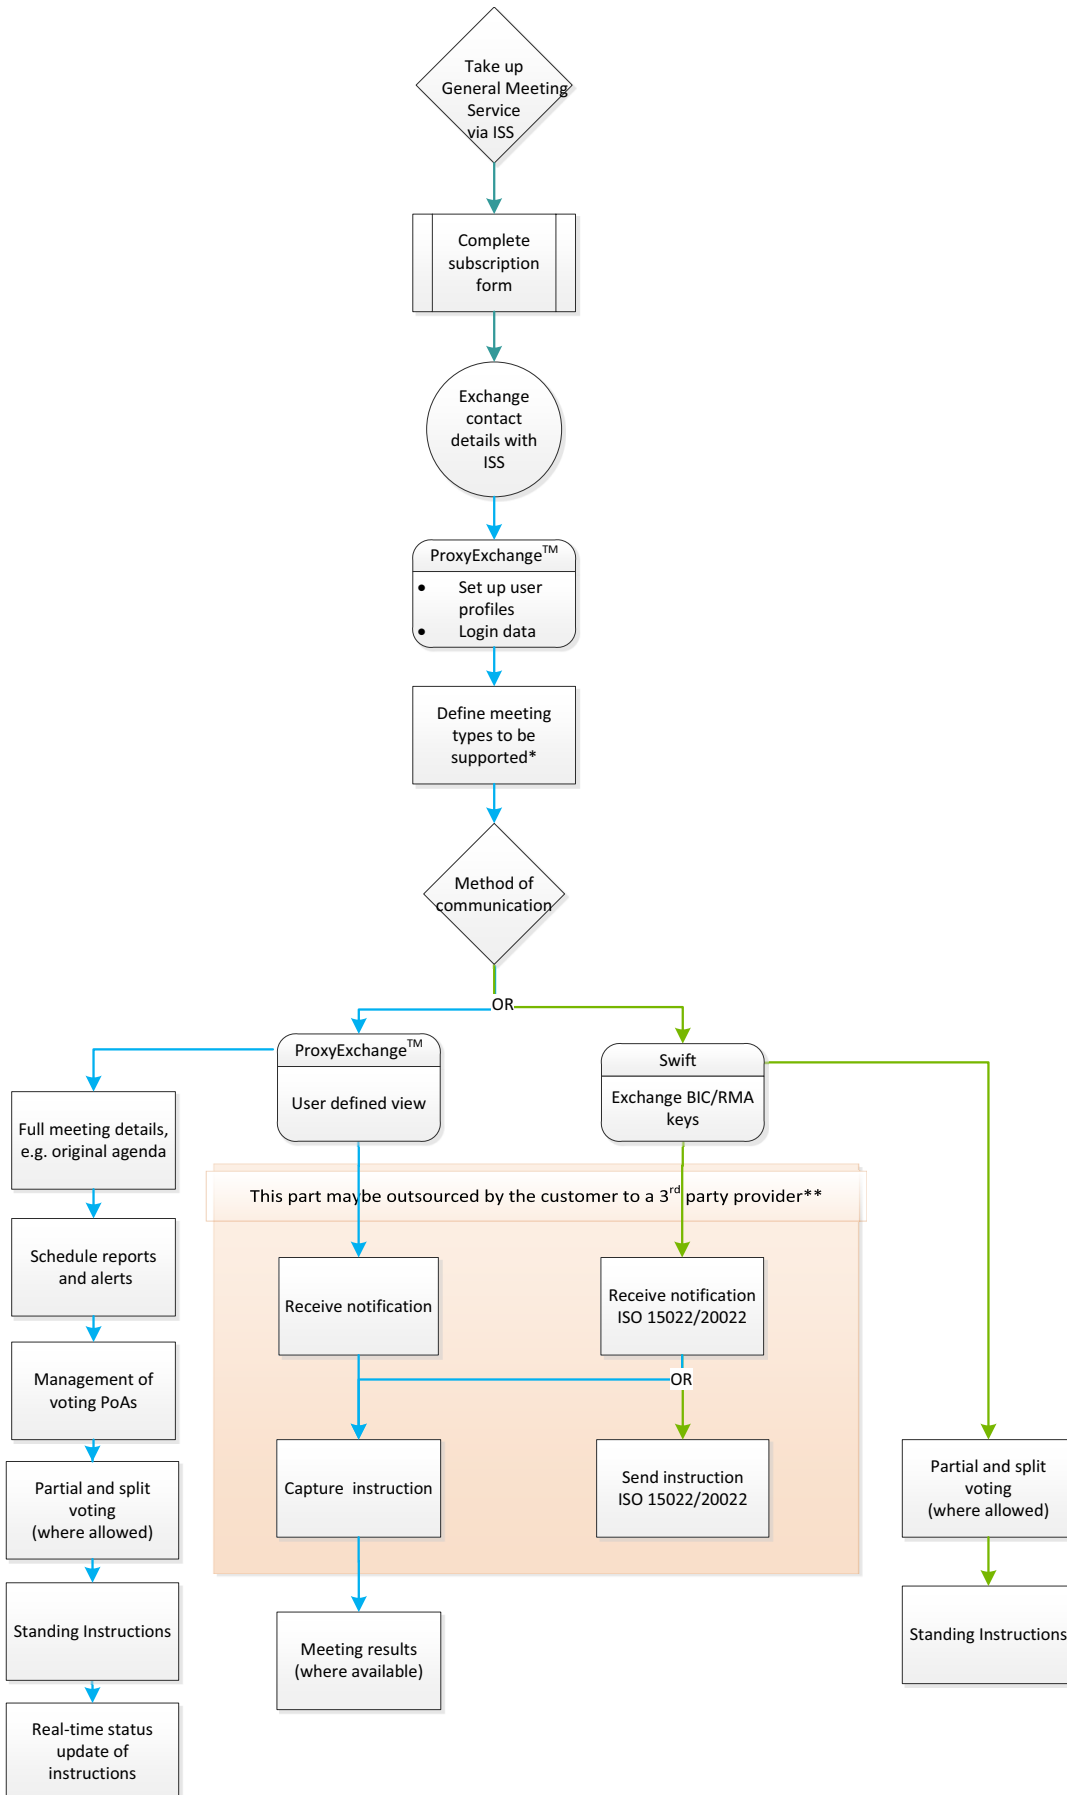 Take up
General Meeting
Service
via ISS
Complete
subscription
form
Exchange
contact
details with
ISS
ProxyExchange™
• Set up user
profiles
• Login data
Define meeting
types to be
supported*
Method of
communication
OR
ProxyExchange™
User defined view
Swift
Exchange BIC/RMA
keys
Full meeting details,
e.g. original agenda
This part maybe outsourced by the customer to a 3rd party provider**
Schedule reports
and alerts
Receive notification
Receive notification
ISO 15022/20022
OR
Management of
voting PoAs
Capture  instruction
Send instruction
ISO 15022/20022
Partial and split
voting
(where allowed)
Partial and split
voting
(where allowed)
Standing Instructions
Meeting results
(where available)
Standing Instructions
Real-time status
update of
instructions